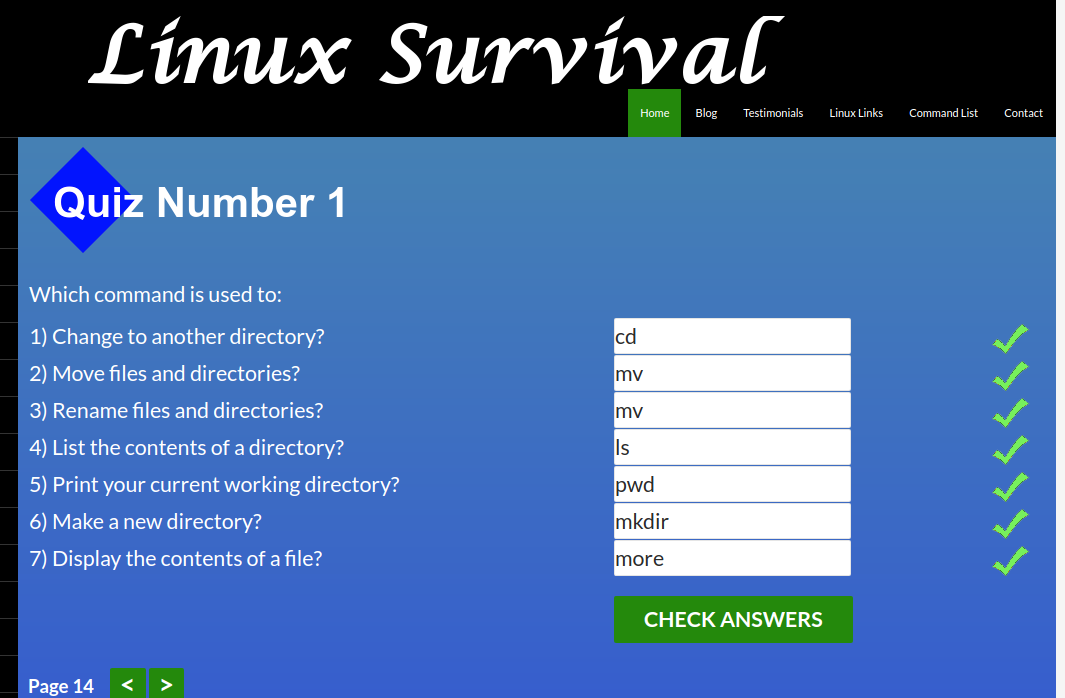 Linux Survival
Home Blog Testimonials Linux Links Command List Contact
Quiz Number 1
Which command is used to:
1) Change to another directory? cd
2) Move files and directories? mv
3) Rename files and directories? mv
4) List the contents of a directory? ls
5) Print your current working directory? pwd
6) Make a new directory? mkdir
7) Display the contents of a file? more
CHECK ANSWERS
Page 14 < >